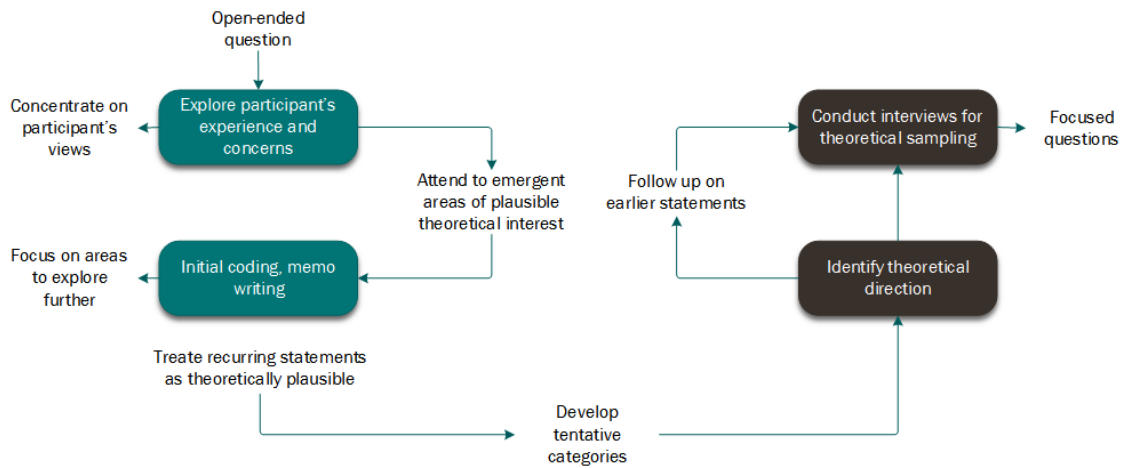 Open-ended
question
Concentrate on
participant's
views
Explore participant's
experience and
concerns
Attend to emergent
areas of plausible
theoretical interest
Focus on areas
to explore
further
Initial coding, memo
writing
Treate recurring statements
as theoretically plausible
Develop
tentative
categories
Identify theoretical
direction
Follow up on
earlier statements
Conduct interviews for
theoretical sampling
Focused
questions